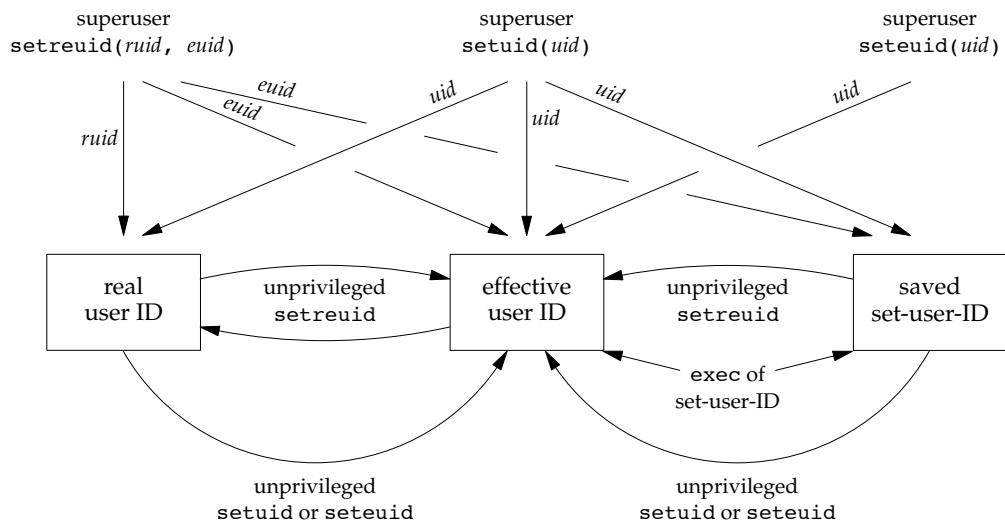 superuser
setreuid(ruid, euid)
superuser
setuid(uid)
superuser
seteuid(uid)
ruid
euid
euid
uid
uid
uid
uid
real
user ID
unprivileged
setreuid
effective
user ID
unprivileged
setreuid
saved
set-user-ID
exec of
set-user-ID
unprivileged
setuid or seteuid
unprivileged
setuid or seteuid